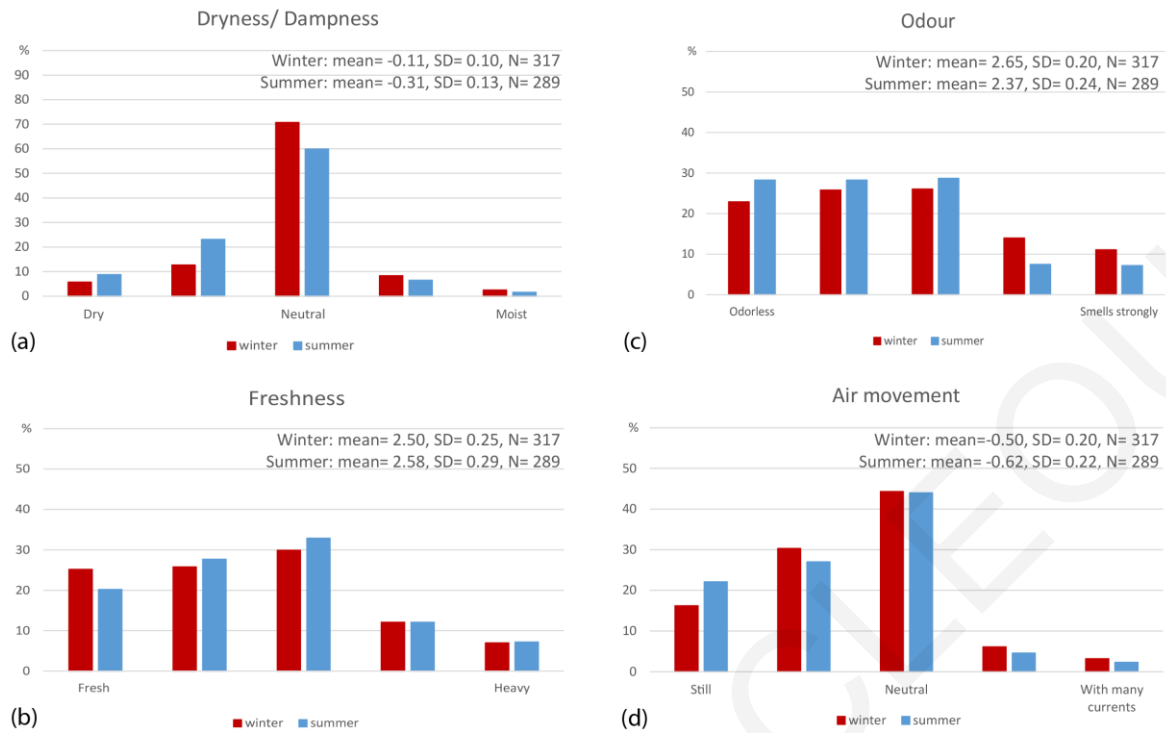 Dryness/ Dampness
%
Winter: mean= -0.11, SD= 0.10, N= 317
Summer: mean= -0.31, SD= 0.13, N= 289
90
80
70
60
50
40
30
20
10
0
Dry Neutral Moist
(a)
winter summer
Freshness
%
Winter: mean= 2.50, SD= 0.25, N= 317
Summer: mean= 2.58, SD= 0.29, N= 289
50
40
30
20
10
0
Fresh Heavy
(b)
winter summer
Odour
%
Winter: mean= 2.65, SD= 0.20, N= 317
Summer: mean= 2.37, SD= 0.24, N= 289
50
40
30
20
10
0
Odorless Smells strongly
(c)
winter summer
Air movement
%
Winter: mean=-0.50, SD= 0.20, N= 317
Summer: mean= -0.62, SD= 0.22, N= 289
50
40
30
20
10
0
Still Neutral With many
currents
(d)
winter summer